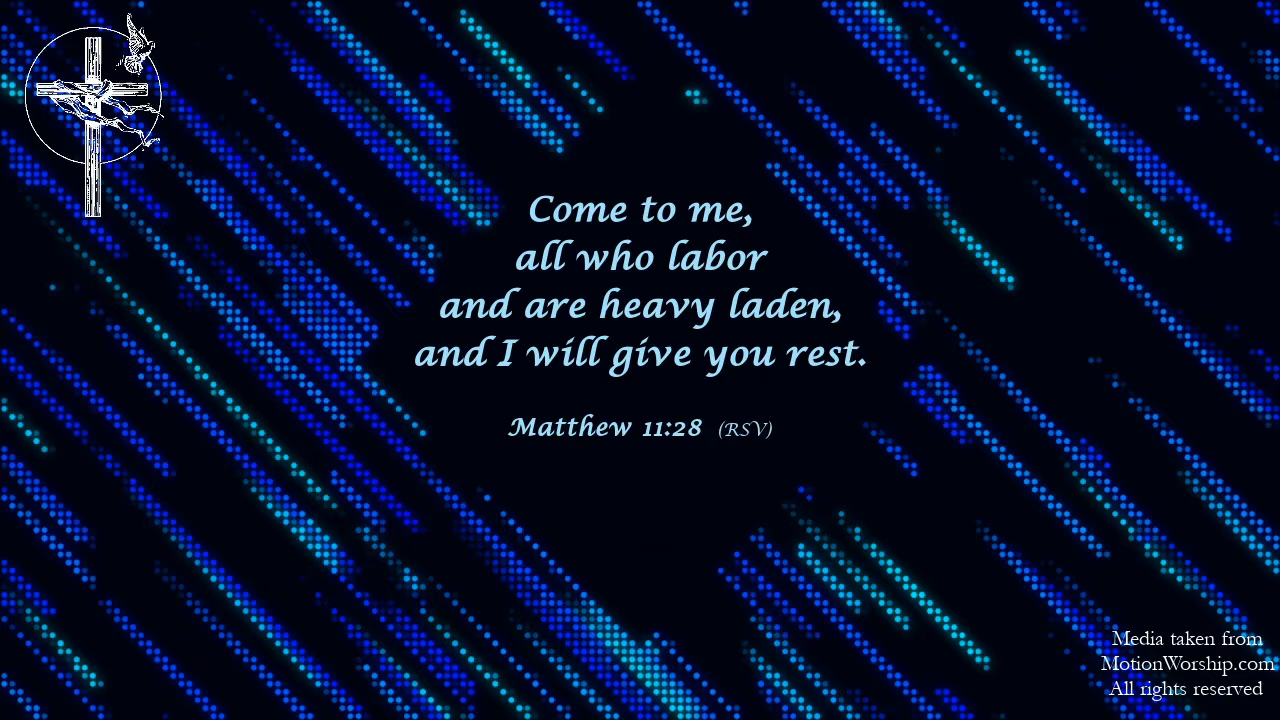 Come to me,
all who labor
and are heavy laden,
and I will give you rest.
Matthew 11:28 (RSV)
Media taken from
MotionWorship.com
All rights reserved